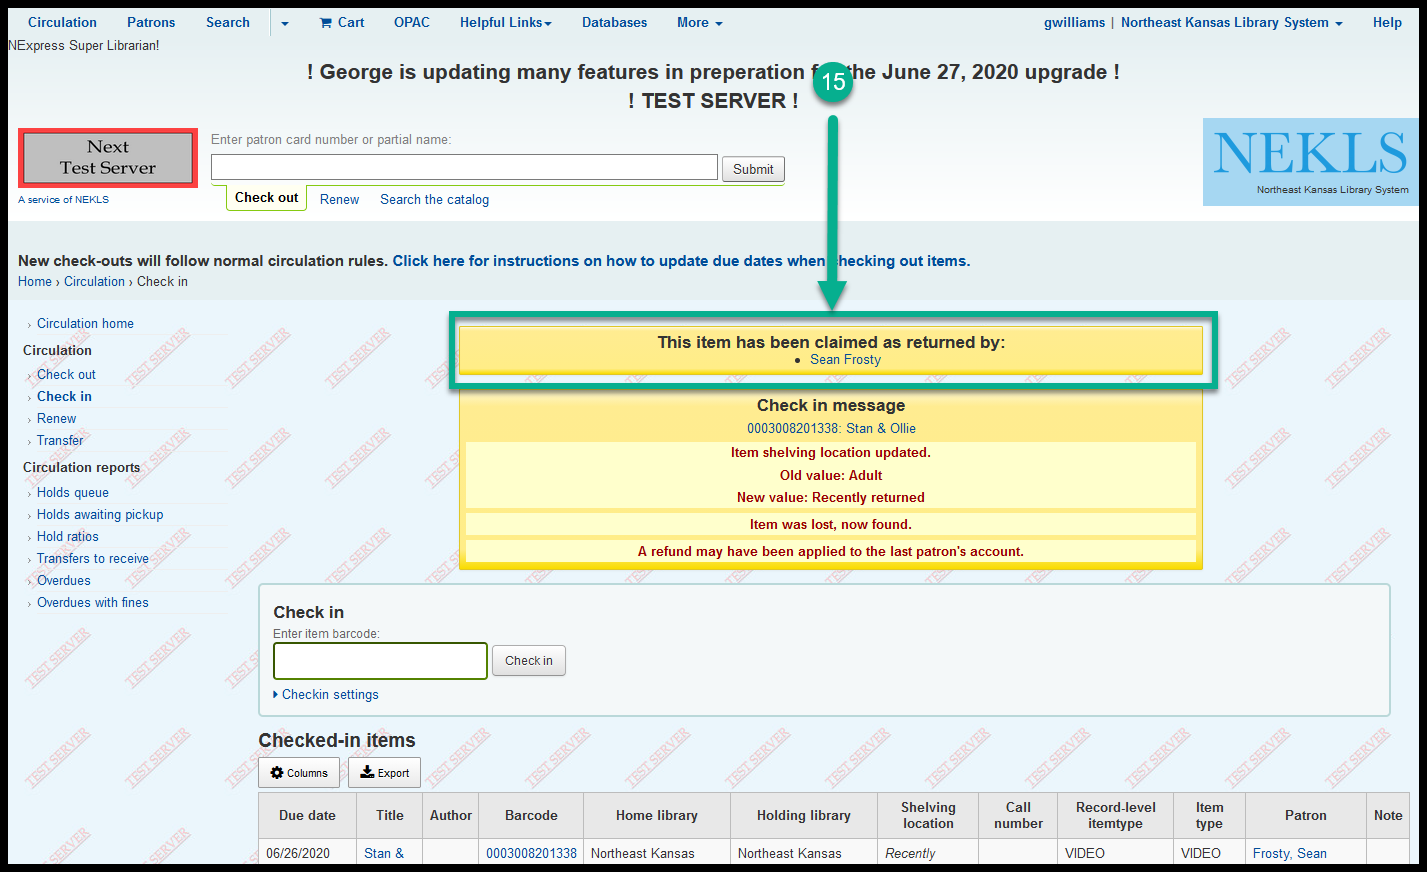 Circulation Patrons Search Cart OPAC Helpful Links Databases More gwilliams | Northeast Kansas Library System Help
NExpress Super Librarian!
! George is updating many features in preperation f the June 27, 2020 upgrade !
15
! TEST SERVER !
Next
Test Server
A service of NEKLS
Enter patron card number or partial name:
Submit
Check out Renew Search the catalog
NEKLS
Northeast Kansas Library System
New check-outs will follow normal circulation rules. Click here for instructions on how to update due dates when checking out items.
Home › Circulation › Check in
› Circulation home
Circulation
› Check out
› Check in
› Renew
› Transfer
Circulation reports
› Holds queue
› Holds awaiting pickup
› Hold ratios
› Transfers to receive
› Overdues
› Overdues with fines
This item has been claimed as returned by:
• Sean Frosty
Check in message
0003008201338: Stan & Ollie
Item shelving location updated.
Old value: Adult
New value: Recently returned
Item was lost, now found.
A refund may have been applied to the last patron's account.
Check in
Enter item barcode:
Check in
Checkin settings
Checked-in items
Columns Export
Due date Title Author Barcode Home library Holding library Shelving location Call number Record-level itemtype Item type Patron Note
06/26/2020 Stan & 0003008201338 Northeast Kansas Northeast Kansas Recently VIDEO VIDEO Frosty, Sean
TEST SERVER